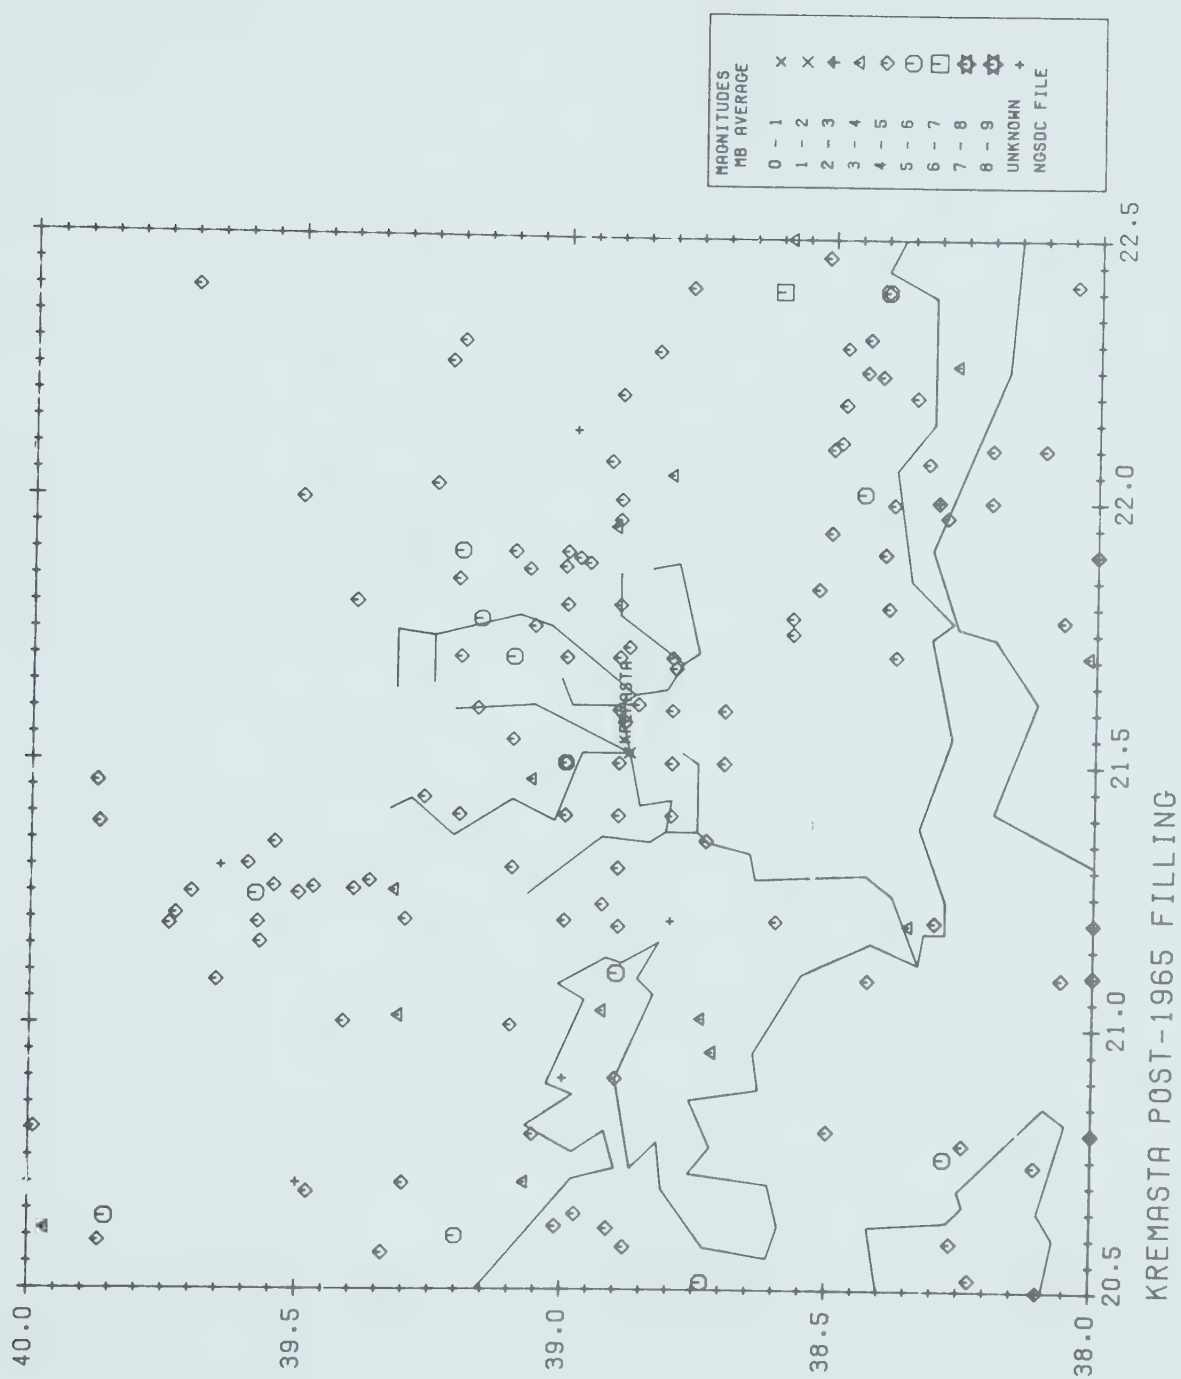 MAGNITUDES
MB AVERAGE
0 - 1
1 - 2
2 - 3
3 - 4
4 - 5
5 - 6
6 - 7
7 - 8
8 - 9
UNKNOWN
NGSDC FILE
40.0
39.5
39.0
38.5
38.0
KREMASTA
20.5
21.0
21.5
22.0
22.5
KREMASTA POST-1965 FILLING